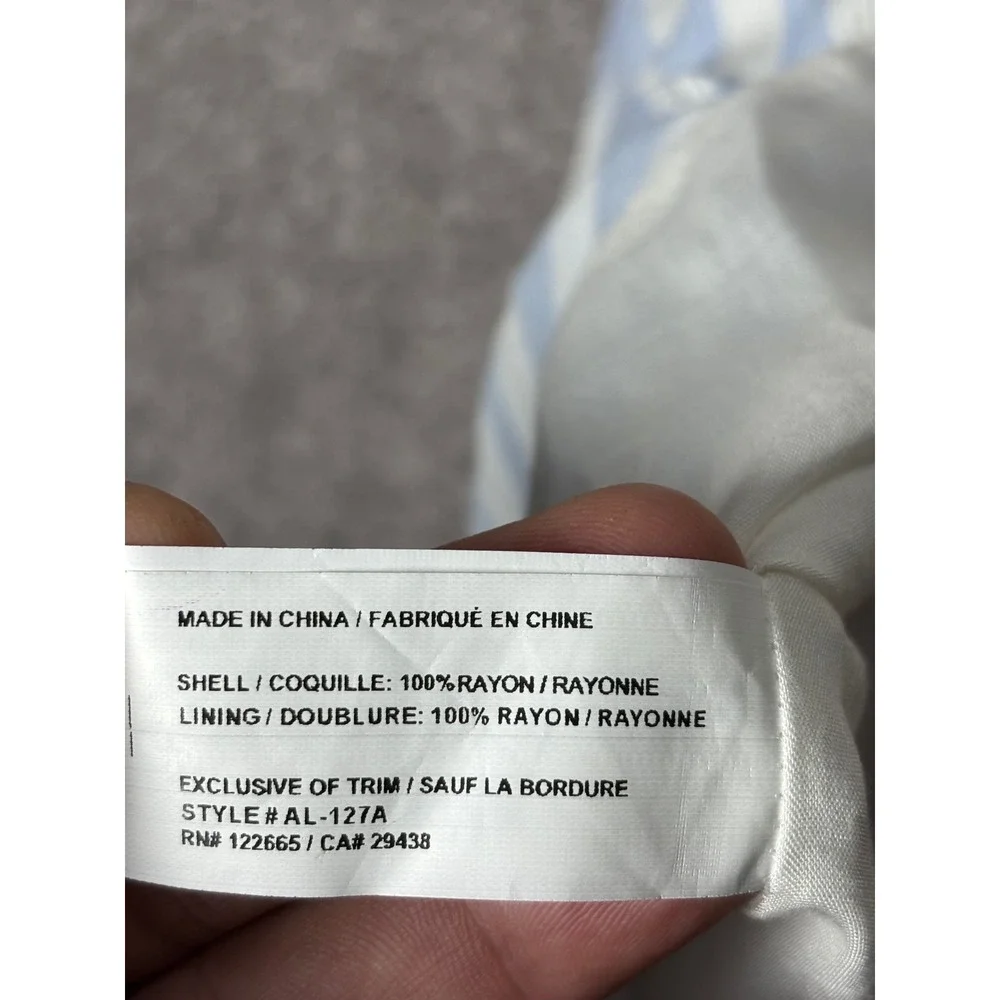 MADE IN CHINA / FABRIQUÉ EN CHINE
SHELL / COQUILLE: 100% RAYON / RAYONNE
LINING / DOUBLURE: 100% RAYON / RAYONNE
EXCLUSIVE OF TRIM / SAUF LA BORDURE
STYLE # AL-127A
RN# 122665 / CA# 29438